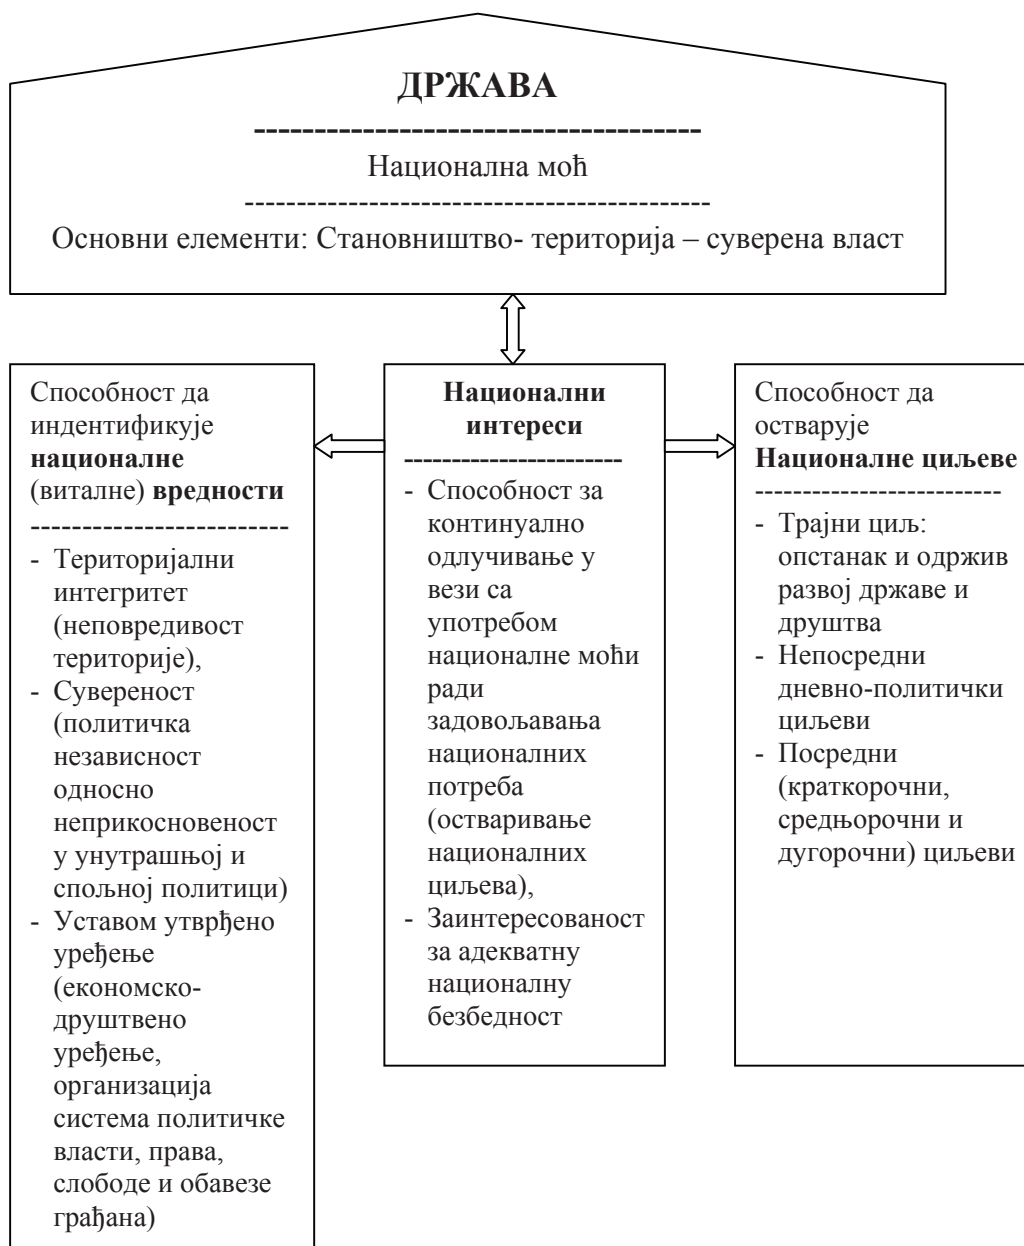 ДРЖАВА
-------------------------------------
Национална моћ
---------------------------------------------
Основни елементи: Становништво- територија – суверена власт
Способност да
индентификује
националне
(виталне) вредности
-------------------------
- Територијални
интегритет
(неповредивост
територије),
- Сувереност
(политичка
независност
односно
неприкосновеност
у унутрашњој и
спољној политици)
- Уставом утврђено
уређење
(економско-
друштвено
уређење,
организација
система политичке
власти, права,
слободе и обавезе
грађана)
Национални
интереси
-----------------------
- Способност за
континуално
одлучивање у
вези са
употребом
националне моћи
ради
задовољавања
националних
потреба
(остваривање
националних
циљева),
- Заинтересованост
за адекватну
националну
безбедност
Способност да
остварује
Националне циљеве
--------------------------
- Трајни циљ:
опстанак и одржив
развој државе и
друштва
- Непосредни
дневно-политички
циљеви
- Посредни
(краткорочни,
средњорочни и
дугорочни) циљеви